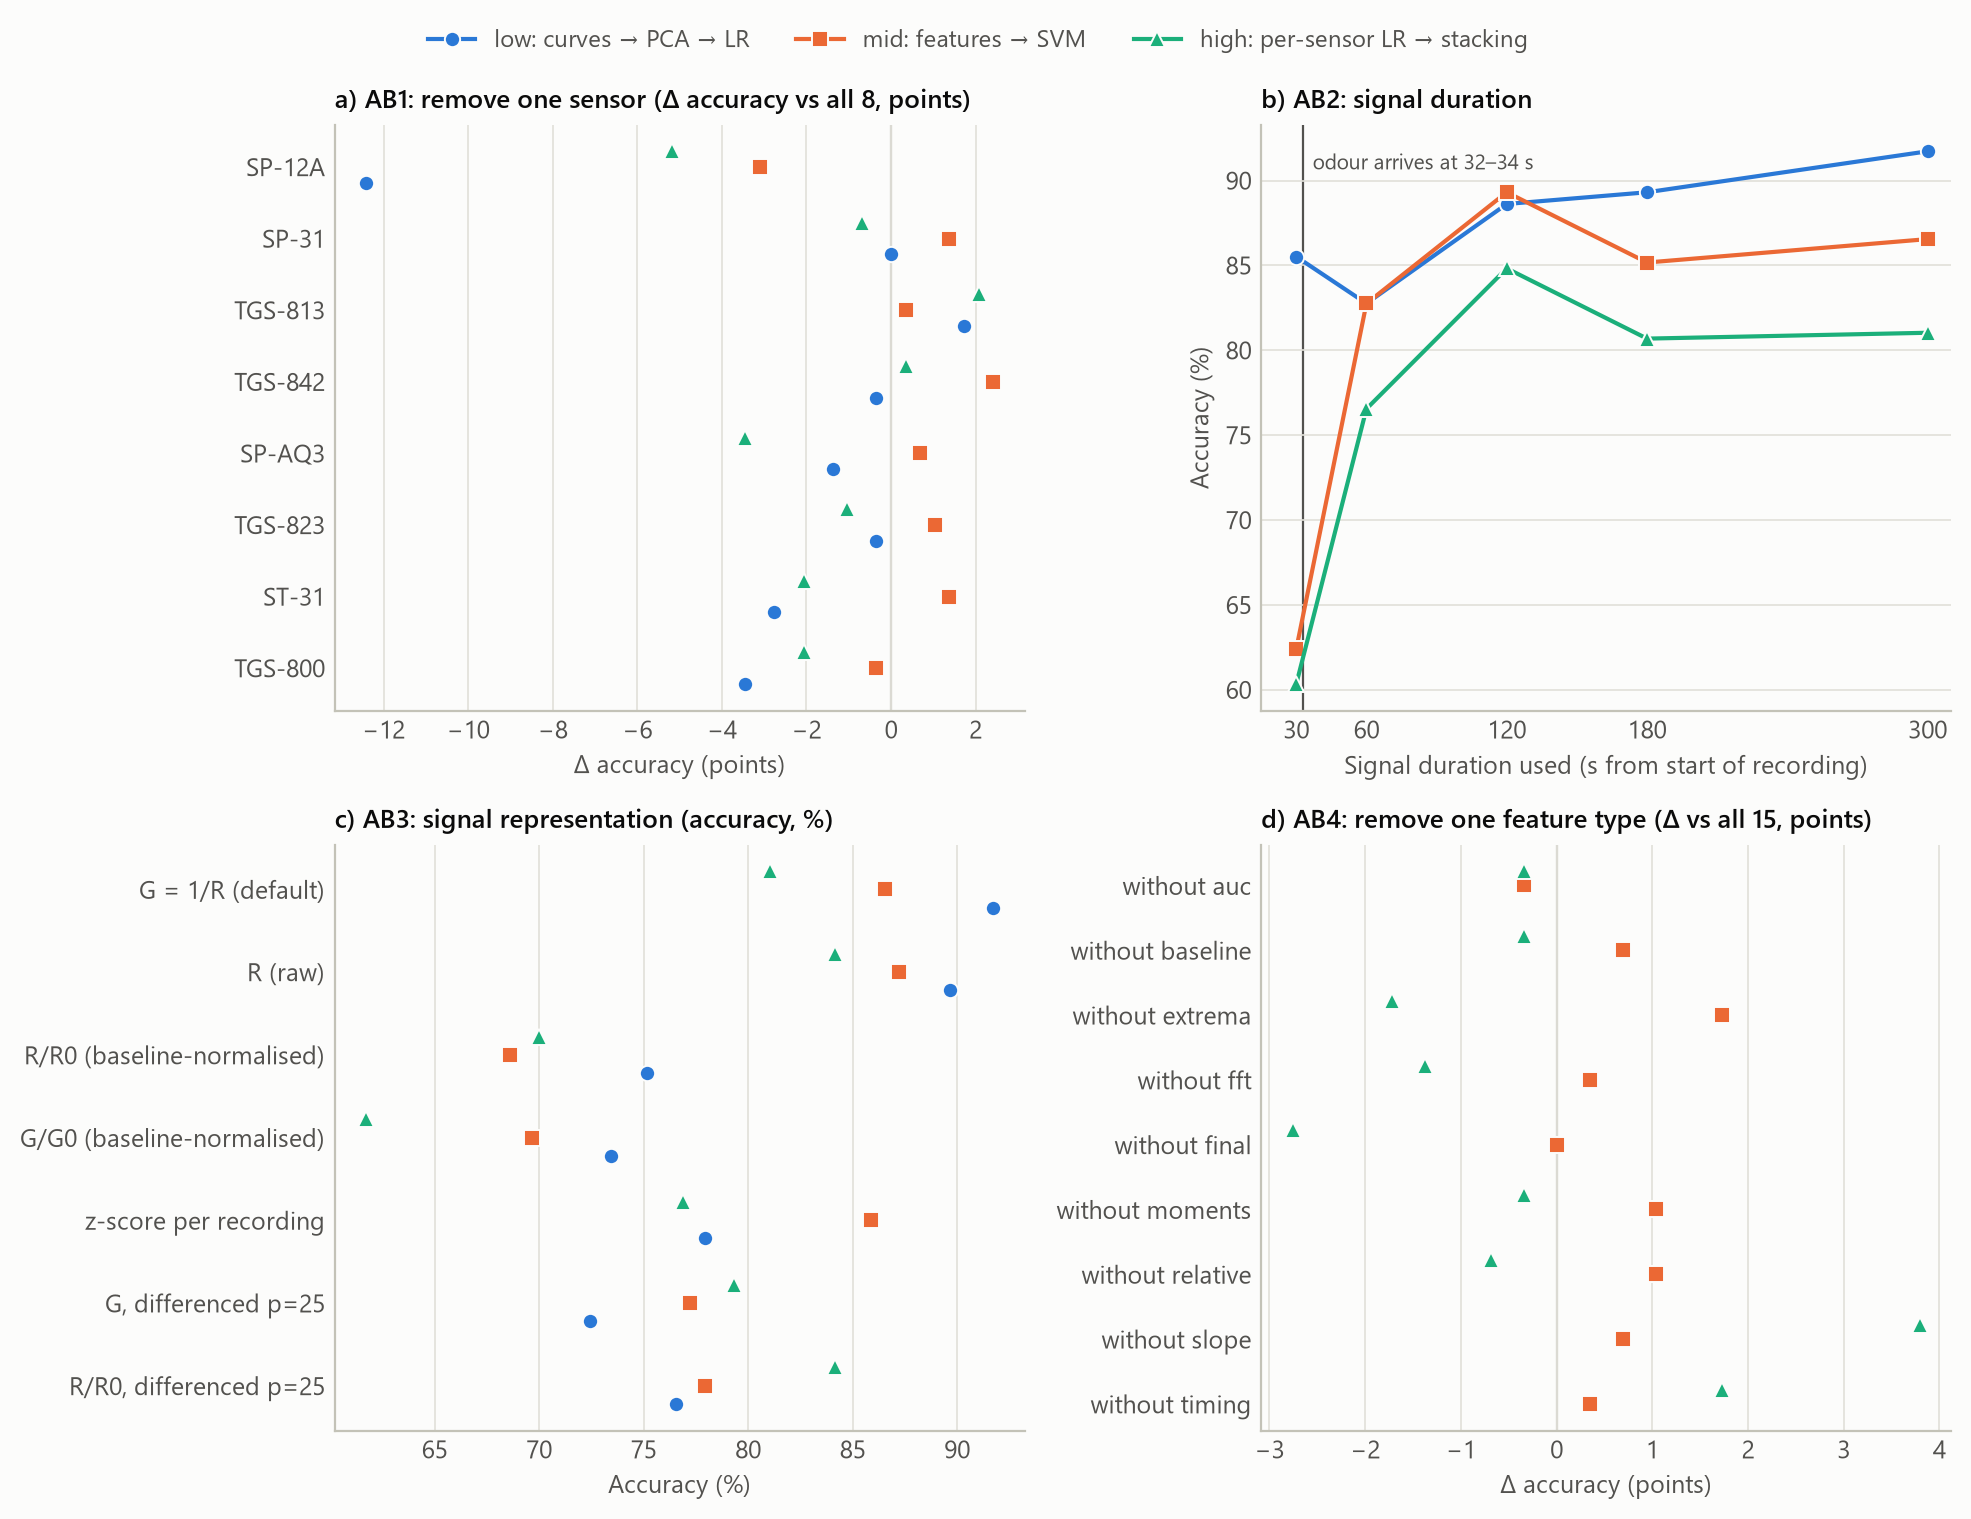 low: curves → PCA → LR
mid: features → SVM
high: per-sensor LR → stacking
a) AB1: remove one sensor (Δ accuracy vs all 8, points)
SP-12A
SP-31
TGS-813
TGS-842
SP-AQ3
TGS-823
ST-31
TGS-800
−12 −10 −8 −6 −4 −2 0 2
Δ accuracy (points)
b) AB2: signal duration
odour arrives at 32–34 s
90
85
80
75
70
65
60
Accuracy (%)
30 60 120 180 300
Signal duration used (s from start of recording)
c) AB3: signal representation (accuracy, %)
G = 1/R (default)
R (raw)
R/R0 (baseline-normalised)
G/G0 (baseline-normalised)
z-score per recording
G, differenced p=25
R/R0, differenced p=25
65 70 75 80 85 90
Accuracy (%)
d) AB4: remove one feature type (Δ vs all 15, points)
without auc
without baseline
without extrema
without fft
without final
without moments
without relative
without slope
without timing
−3 −2 −1 0 1 2 3 4
Δ accuracy (points)